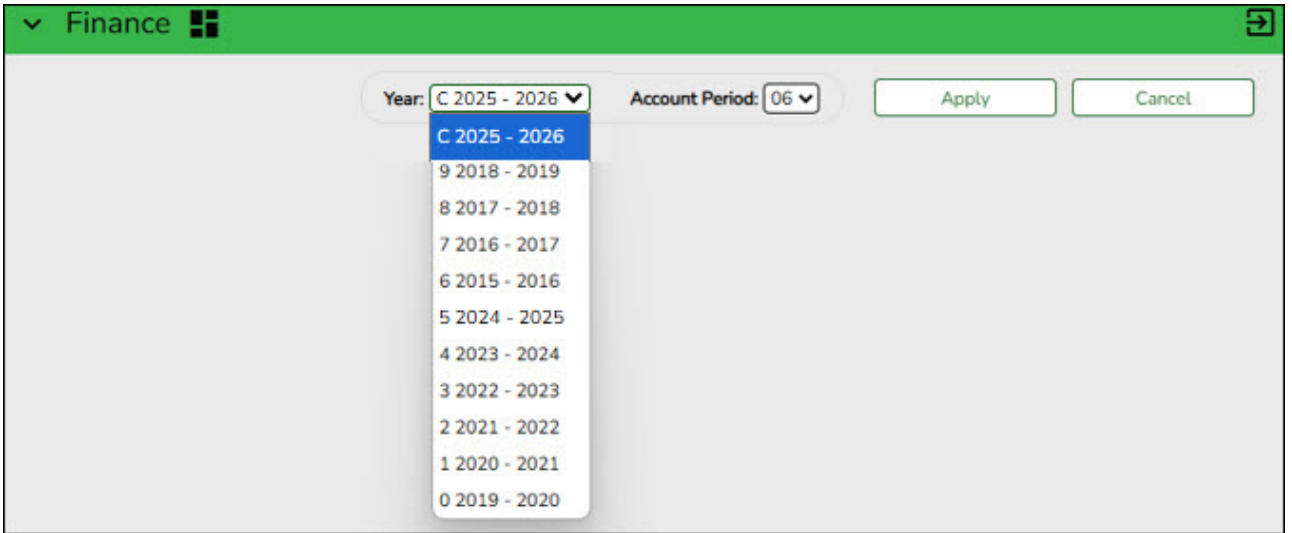 Finance
Year: C 2025 - 2026 Account Period: 06 Apply Cancel
C 2025 - 2026
9 2018 - 2019
8 2017 - 2018
7 2016 - 2017
6 2015 - 2016
5 2024 - 2025
4 2023 - 2024
3 2022 - 2023
2 2021 - 2022
1 2020 - 2021
0 2019 - 2020